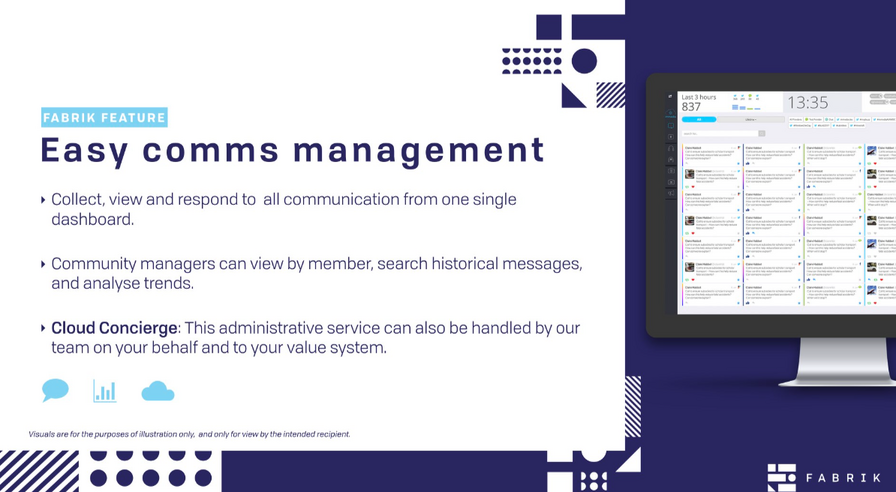 FABRIK FEATURE
Easy comms management
Collect, view and respond to  all communication from one single
dashboard.
Community managers can view by member, search historical messages,
and analyse trends.
Cloud Concierge: This administrative service can also be handled by our
team on your behalf and to your value system.
Visuals are for the purposes of illustration only,  and only for view by the intended recipient.
Last 3 hours
837
13:35
FABRIK